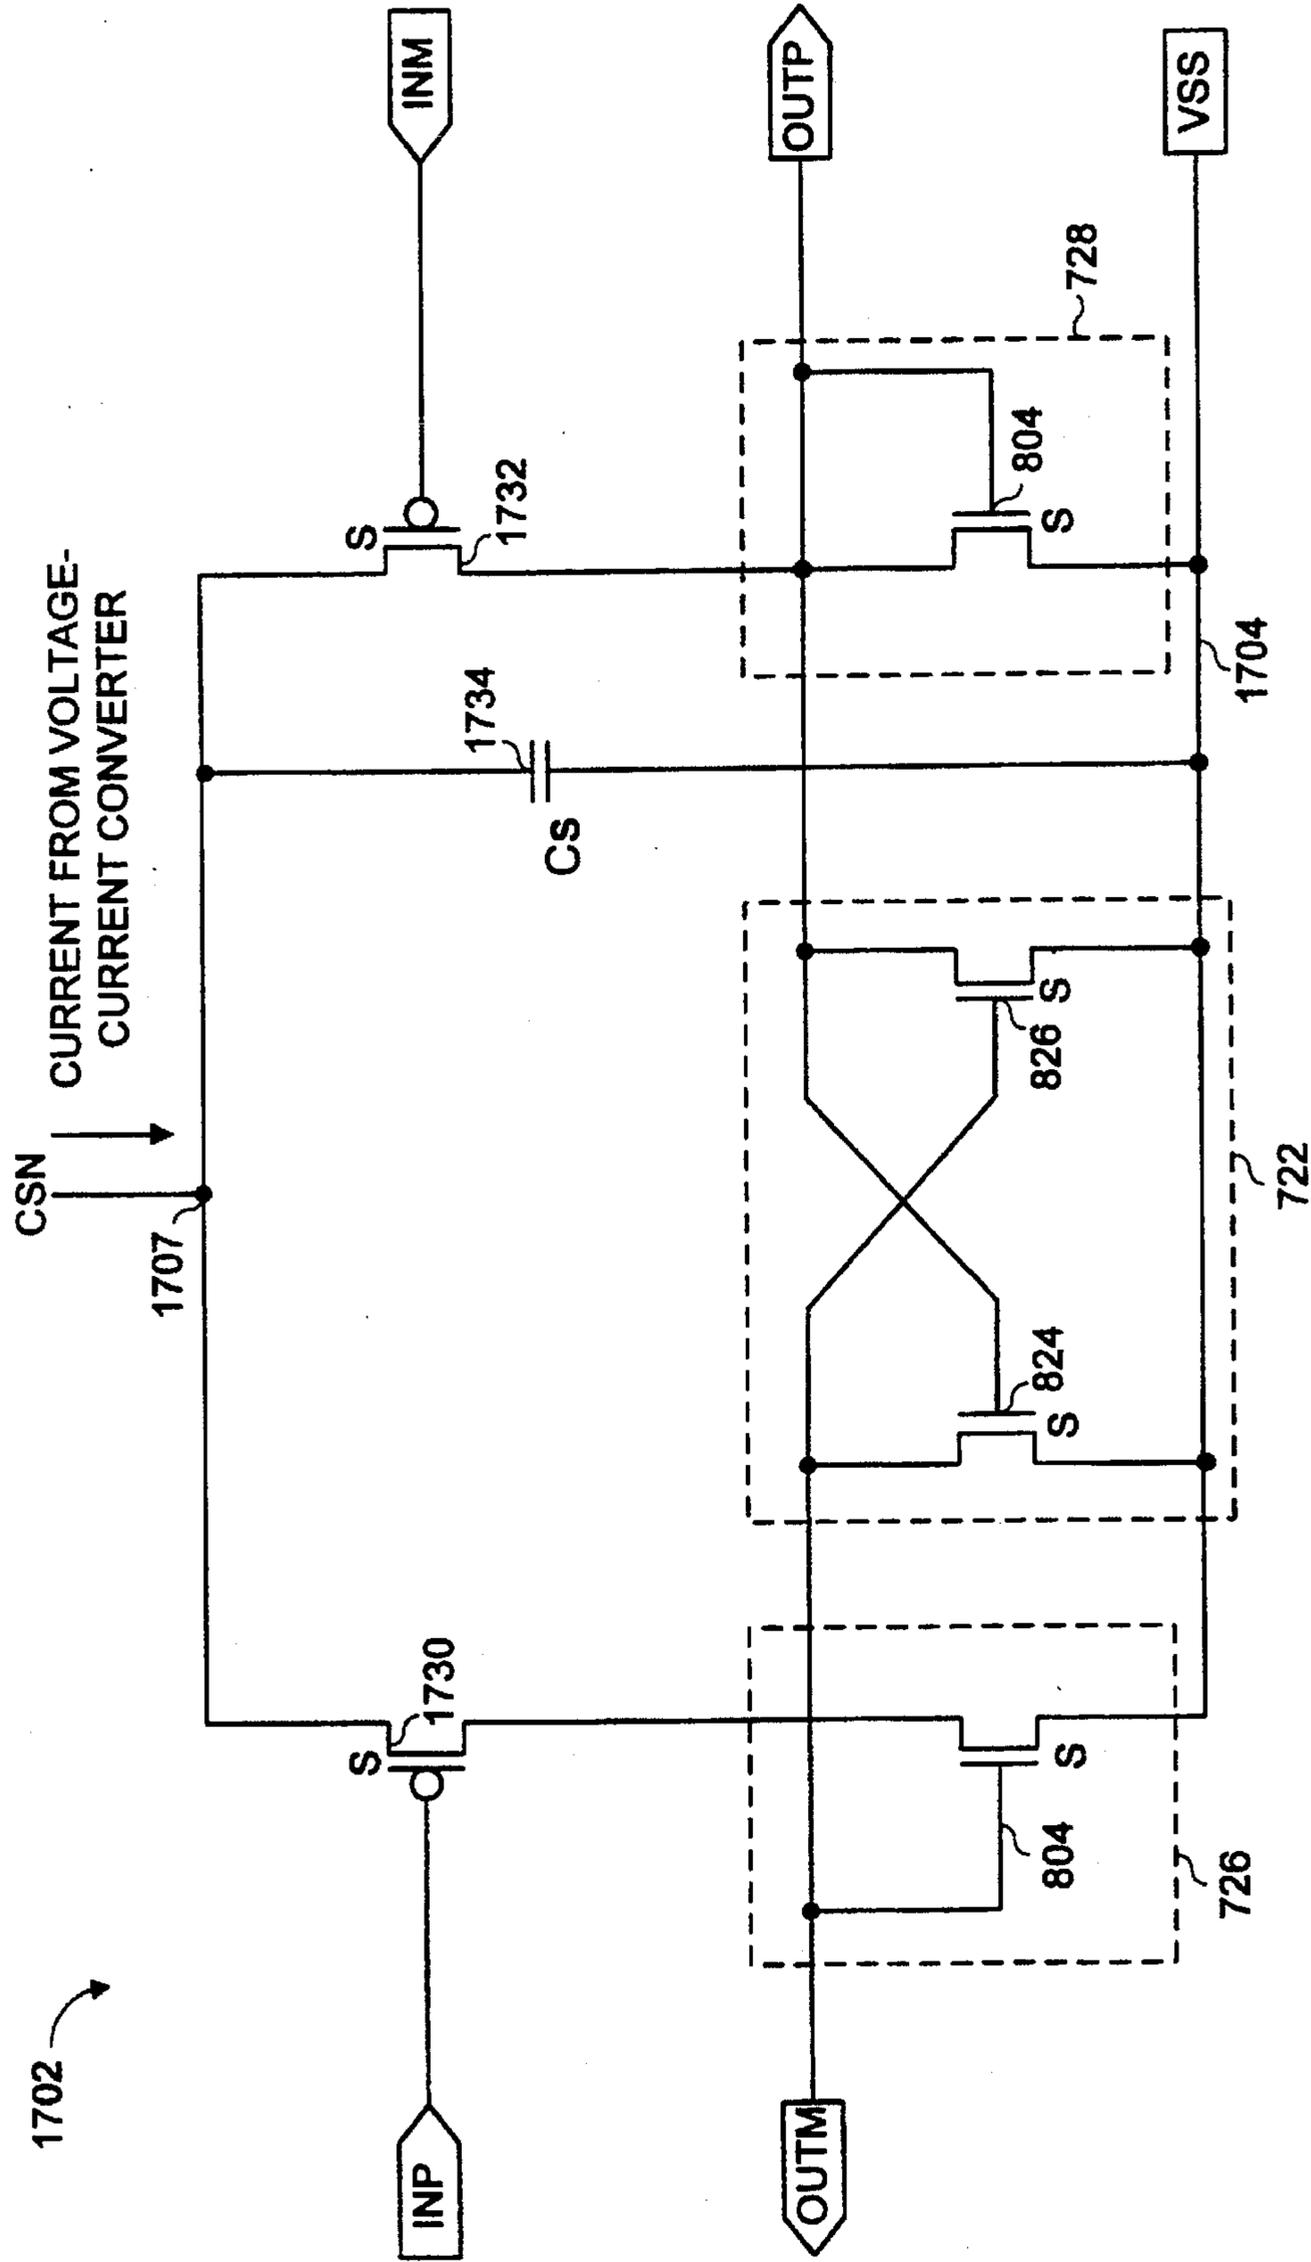 1702
CSN
CURRENT FROM VOLTAGE-
CURRENT CONVERTER
1707
INP
S
1730
1734
Cs
S
1732
INM
OUTM
OUTP
804
S
726
824
S
826
S
722
804
S
728
1704
VSS